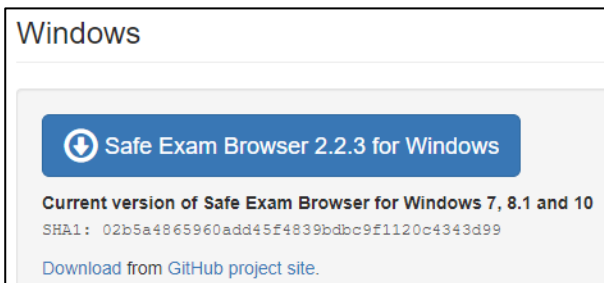 Windows
Safe Exam Browser 2.2.3 for Windows
Current version of Safe Exam Browser for Windows 7, 8.1 and 10
SHA1: 02b5a4865960add45f4839bdbc9f1120c4343d99
Download from GitHub project site.